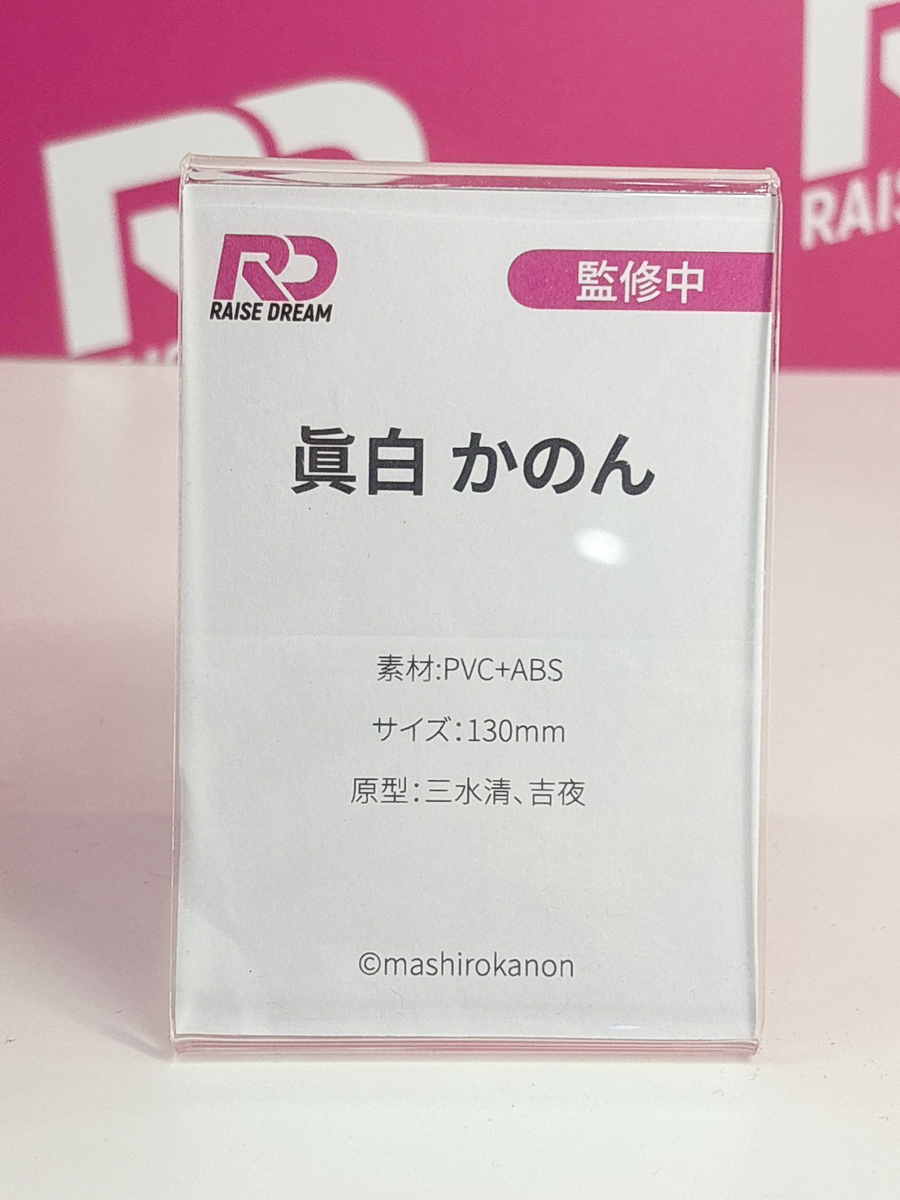 RAIS
RAISE DREAM
監修中
眞白 かのん
素材:PVC+ABS
サイズ:130mm
原型:三水清、吉夜
©mashirokanon